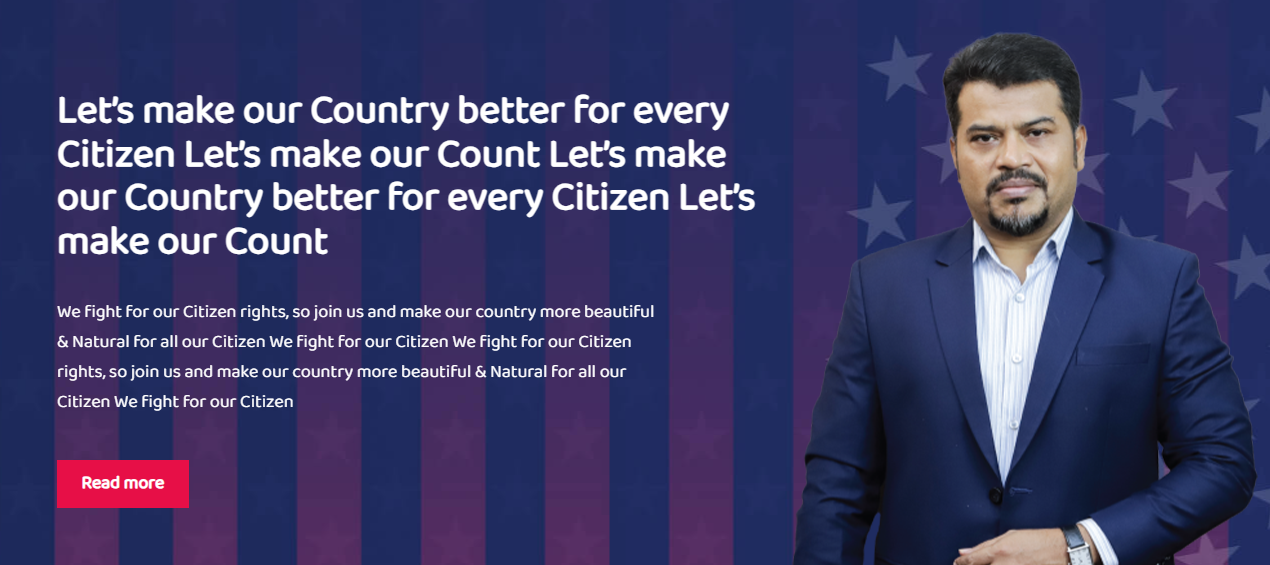 Let's make our Country better for every
Citizen Let's make our Count Let's make
our Country better for every Citizen Let's
make our Count
We fight for our Citizen rights, so join us and make our country more beautiful
& Natural for all our Citizen We fight for our Citizen We fight for our Citizen
rights, so join us and make our country more beautiful & Natural for all our
Citizen We fight for our Citizen
Read more